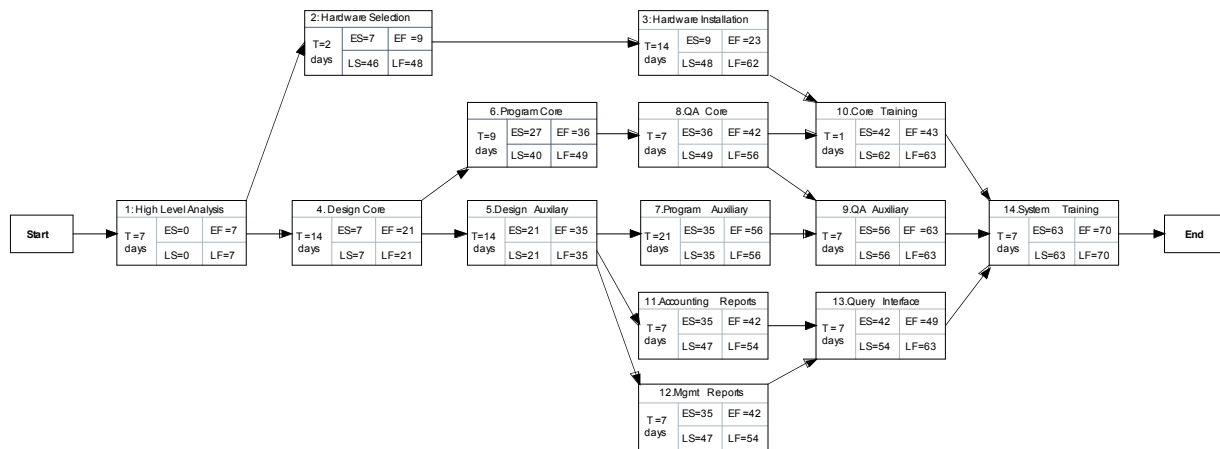 2: Hardware Selection
T=2 days
ES=7 EF =9
LS=46 LF=48
3: Hardware Installation
T=14 days
ES=9 EF =23
LS=48 LF=62
6.Program Core
T=9 days
ES=27 EF =36
LS=40 LF=49
8.QA Core
T=7 days
ES=36 EF =42
LS=49 LF=56
10.Core Training
T=1 days
ES=42 EF =43
LS=62 LF=63
Start
1: High Level Analysis
T =7 days
ES=0 EF =7
LS=0 LF=7
4. Design Core
T=14 days
ES=7 EF =21
LS=7 LF=21
5.Design Auxilary
T=14 days
ES=21 EF =35
LS=21 LF=35
7.Program Auxiliary
T=21 days
ES=35 EF =56
LS=35 LF=56
9.QA Auxiliary
T=7 days
ES=56 EF =63
LS=56 LF=63
14.System Training
T=7 days
ES=63 EF =70
LS=63 LF=70
End
11.Accounting Reports
T =7 days
ES=35 EF =42
LS=47 LF=54
13.Query Interface
T = 7 days
ES=42 EF =49
LS=54 LF=63
12.Mgmt Reports
T =7 days
ES=35 EF =42
LS=47 LF=54